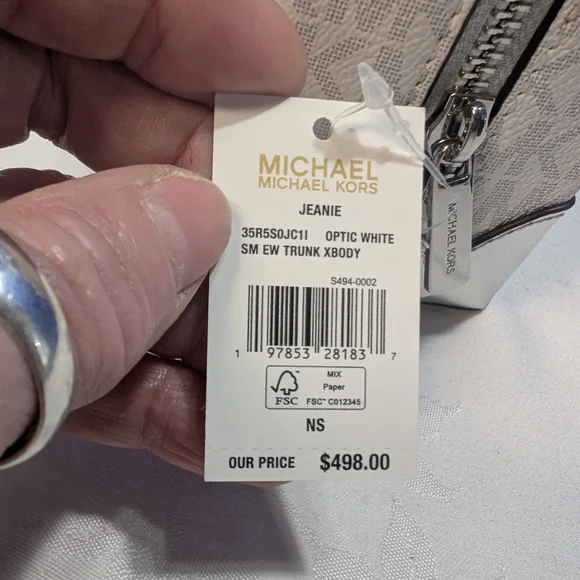 MICHAEL
MICHAEL KORS
JEANIE
35R5S0JC1I OPTIC WHITE
SM EW TRUNK XBODY
S494-0002
1 97853 28183 7
FSC
MIX
Paper
FSC™ C012345
NS
OUR PRICE $498.00
MICHAEL KORS